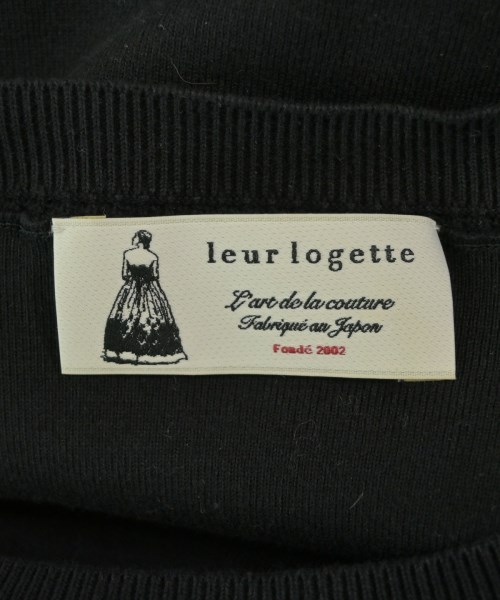 leur logette
L'art de la couture
Fabriqué au Japon
Fondé 2002